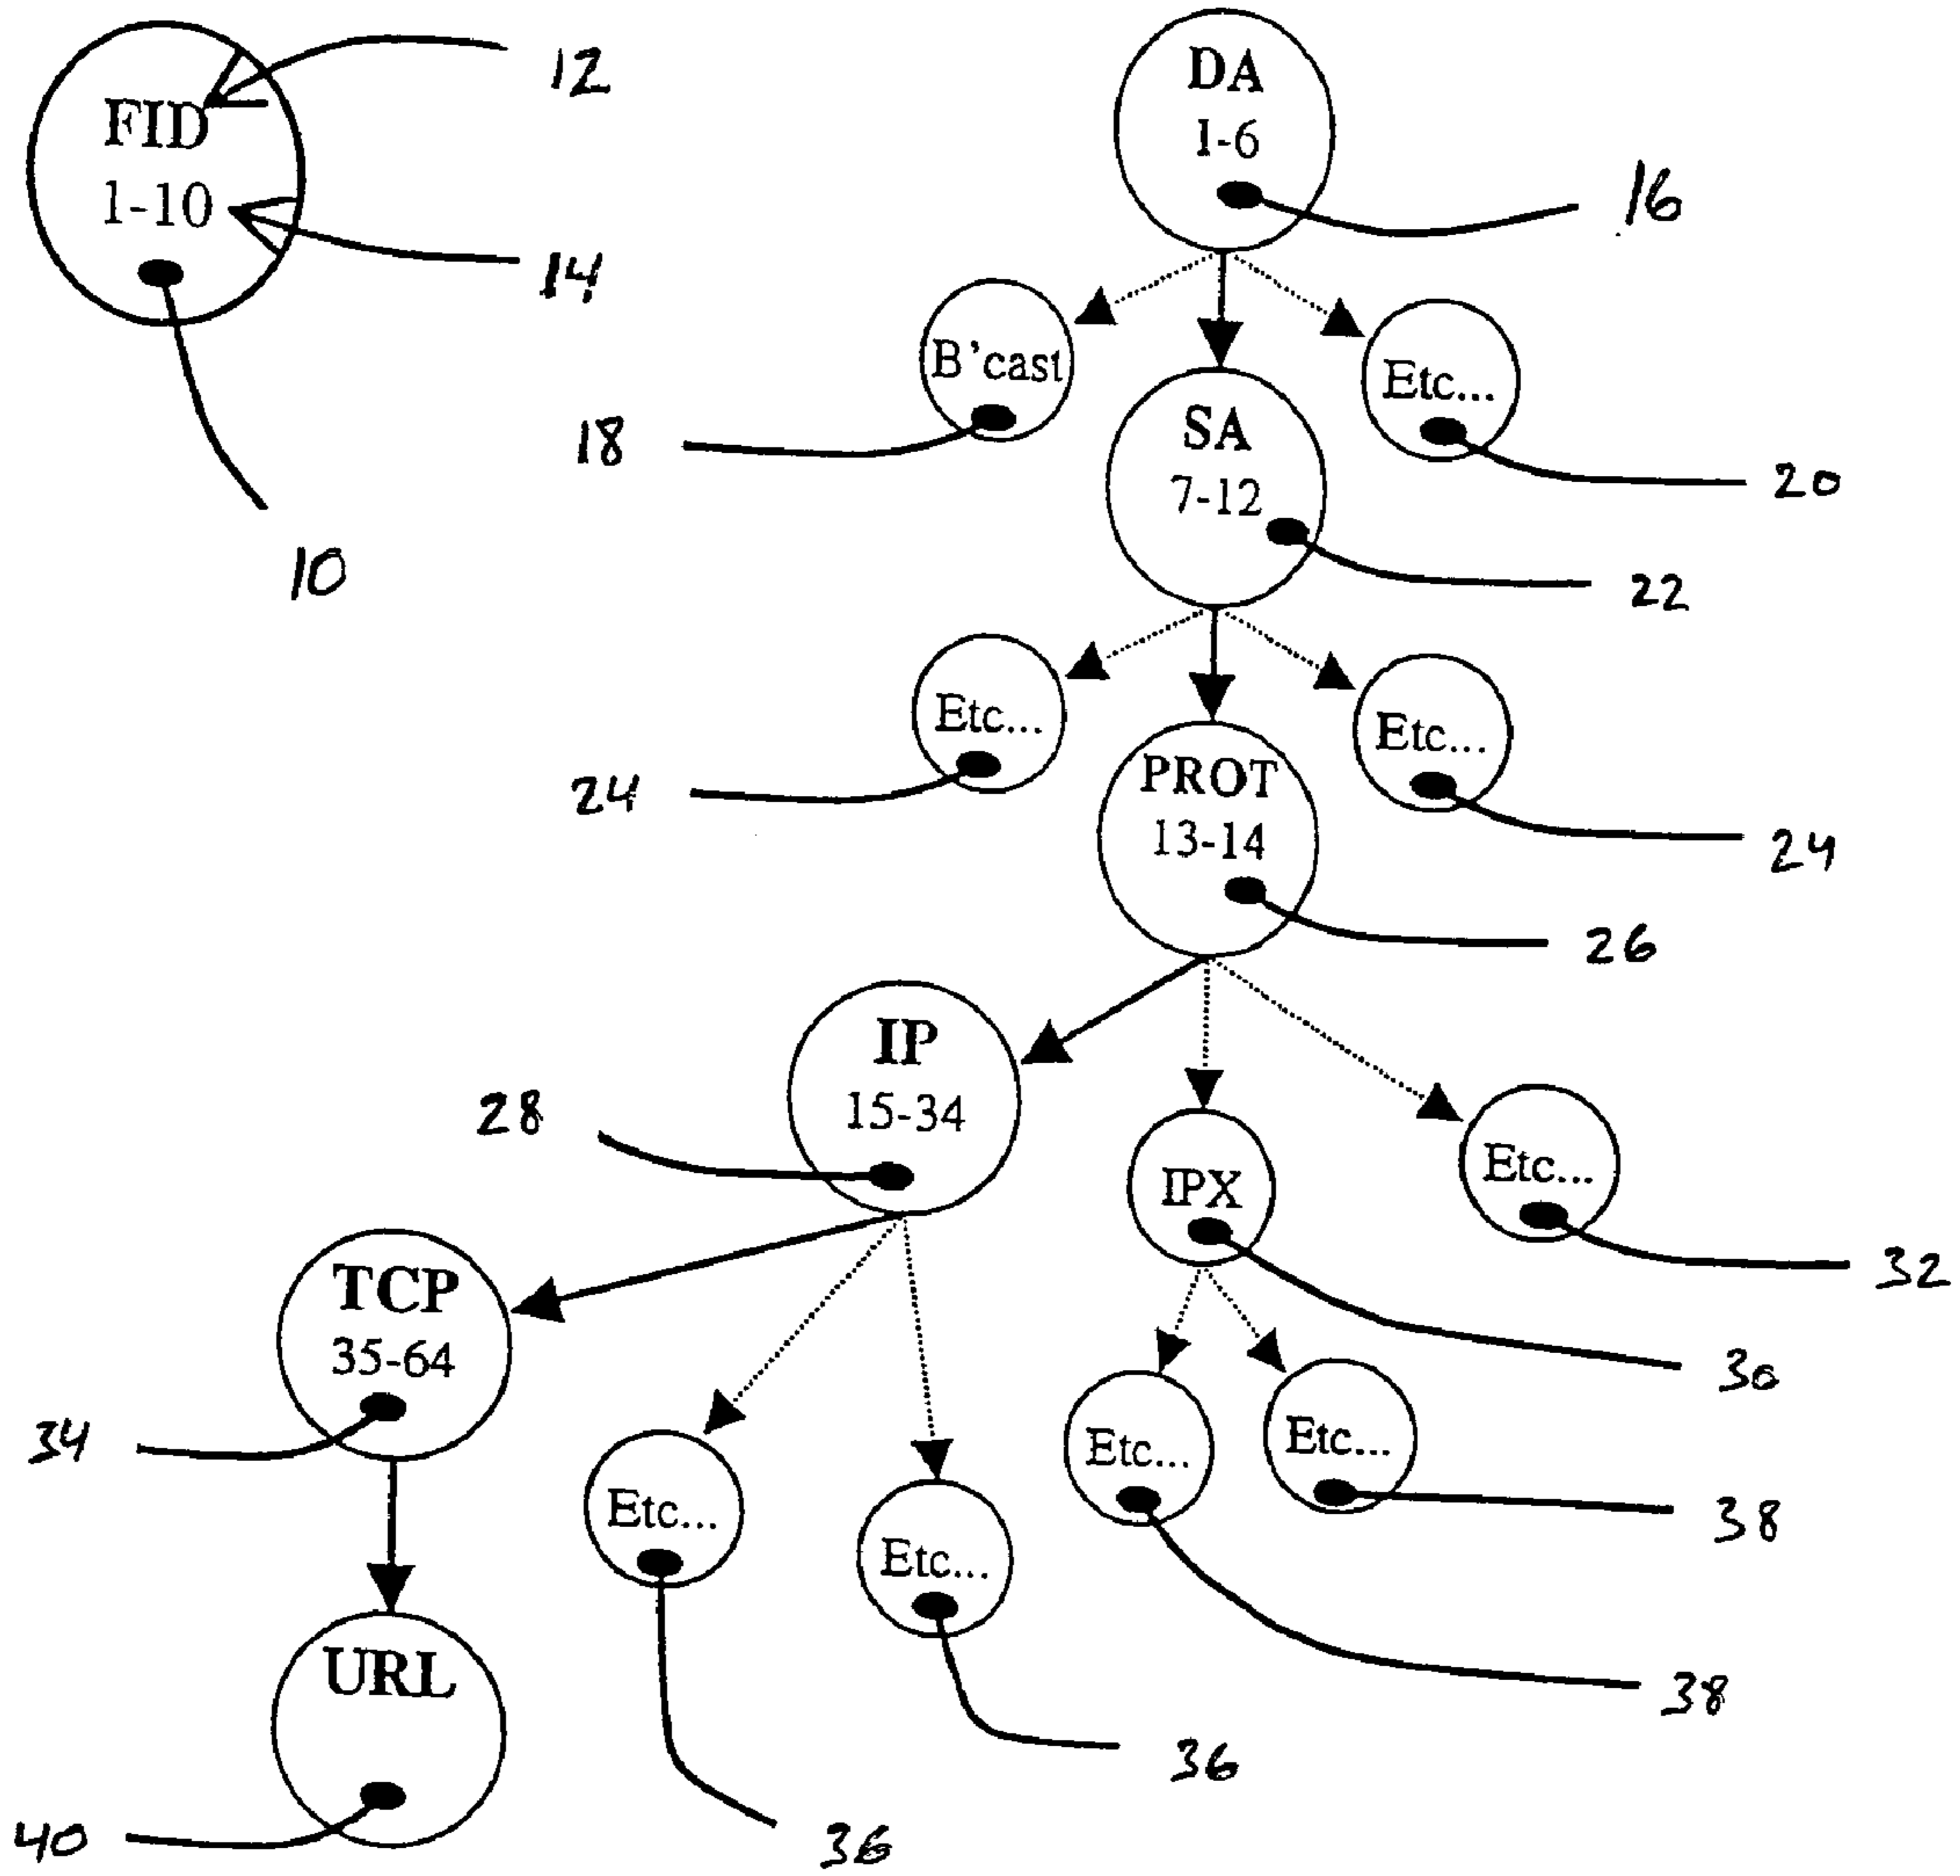 FID
1-10
12
14
10
DA
1-6
16
B'cast
18
Etc...
20
SA
7-12
22
Etc...
24
Etc...
24
PROT
13-14
26
IP
15-34
28
IPX
30
Etc...
32
TCP
35-64
34
Etc...
36
Etc...
36
Etc...
38
Etc...
38
URL
40